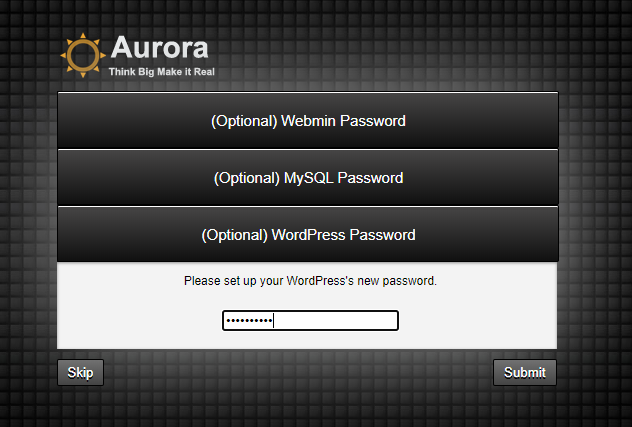 Aurora
Think Big Make it Real
(Optional) Webmin Password
(Optional) MySQL Password
(Optional) WordPress Password
Please set up your WordPress's new password.
••••••••••
Skip
Submit